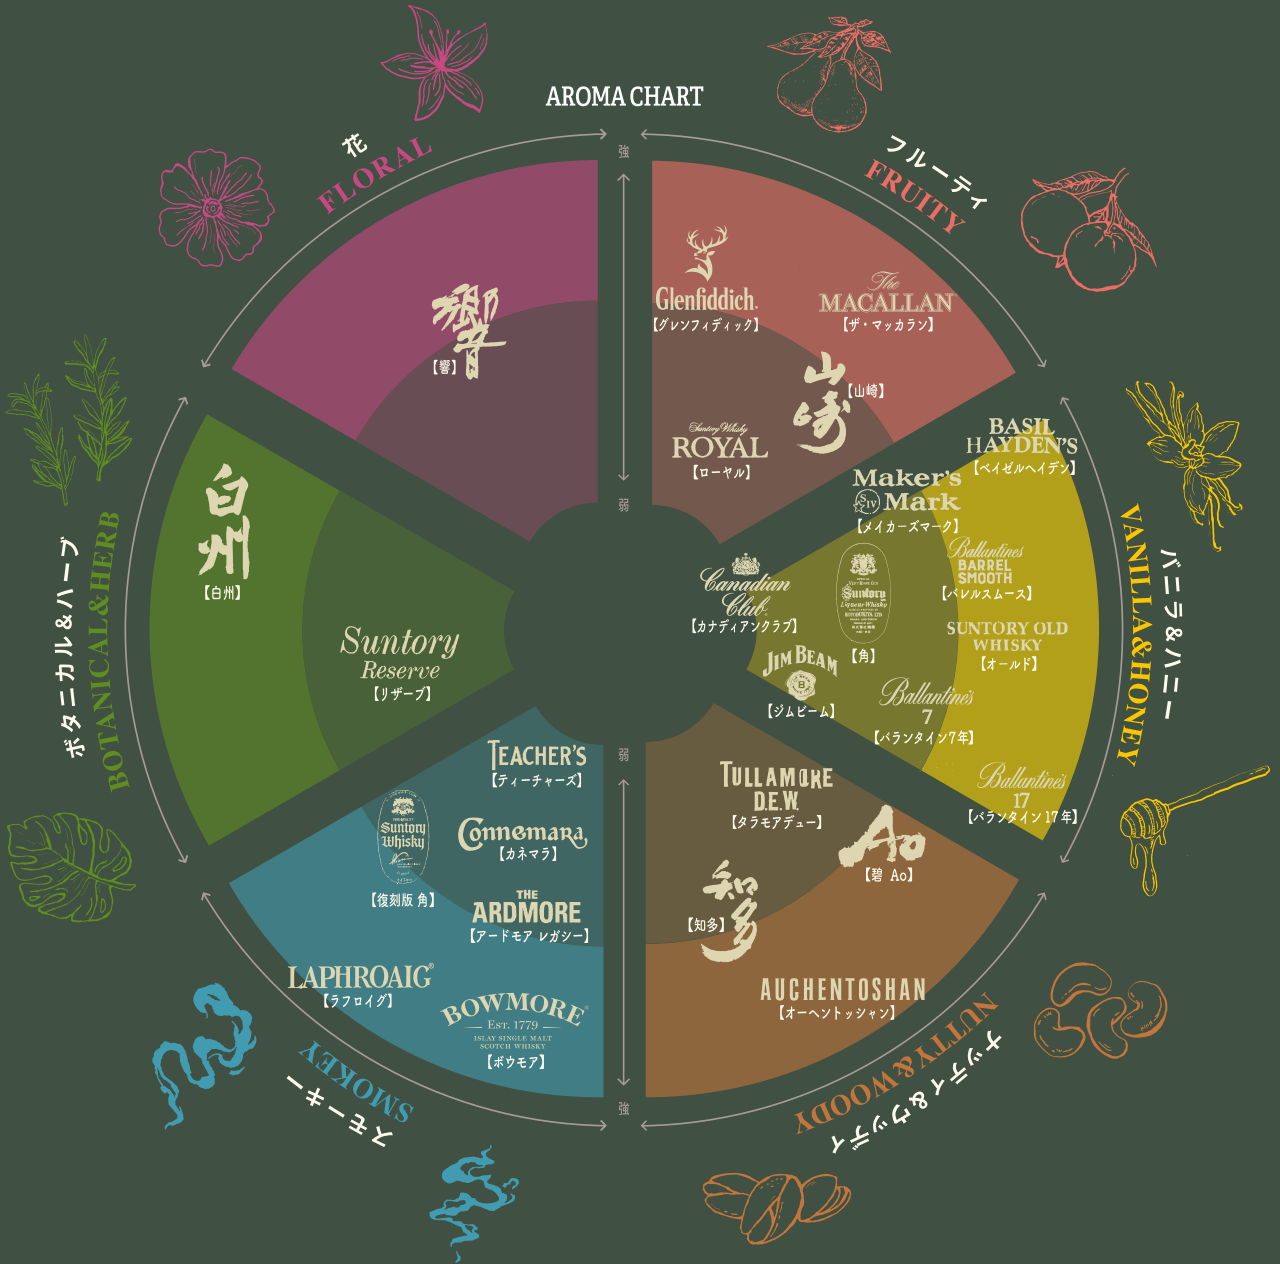 AROMA CHART
花
FLORAL
フルーティ
FRUITY
強
弱
響
【響】
Glenfiddich.
【グレンフィディック】
The
MACALLAN
【ザ・マッカラン】
山崎
【山崎】
Suntory Whisky
ROYAL
【ローヤル】
バニラ&ハニー
VANILLA&HONEY
BASIL
HAYDEN'S
【ベイゼルヘイデン】
Maker's
SIV
Mark
【メイカーズマーク】
Ballantine's
BARREL
SMOOTH
【バレルスムース】
Canadian
Club.
【カナディアンクラブ】
Suntory
Liqueur Whisky
【角】
SUNTORY OLD
WHISKY
【オールド】
JIM BEAM
B
【ジムビーム】
Ballantine's
7
【バランタイン7年】
Ballantine's
17
【バランタイン 17年】
ボタニカル&ハーブ
BOTANICAL&HERB
白州
【白州】
Suntory
Reserve
【リザーブ】
弱
強
TEACHER'S
【ティーチャーズ】
Suntory
Whisky
【復刻版 角】
Connemara
【カネマラ】
THE
ARDMORE
【アードモア レガシー】
LAPHROAIG®
【ラフロイグ】
BOWMORE®
Est. 1779
ISLAY SINGLE MALT
SCOTCH WHISKY
【ボウモア】
SMOKEY
スモーキー
TULLAMORE
D.E.W.
【タラモアデュー】
Ao
【碧 Ao】
知多
【知多】
AUCHENTOSHAN
【オーヘントッシャン】
NUTTY&WOODY
ナッティ&ウッディ